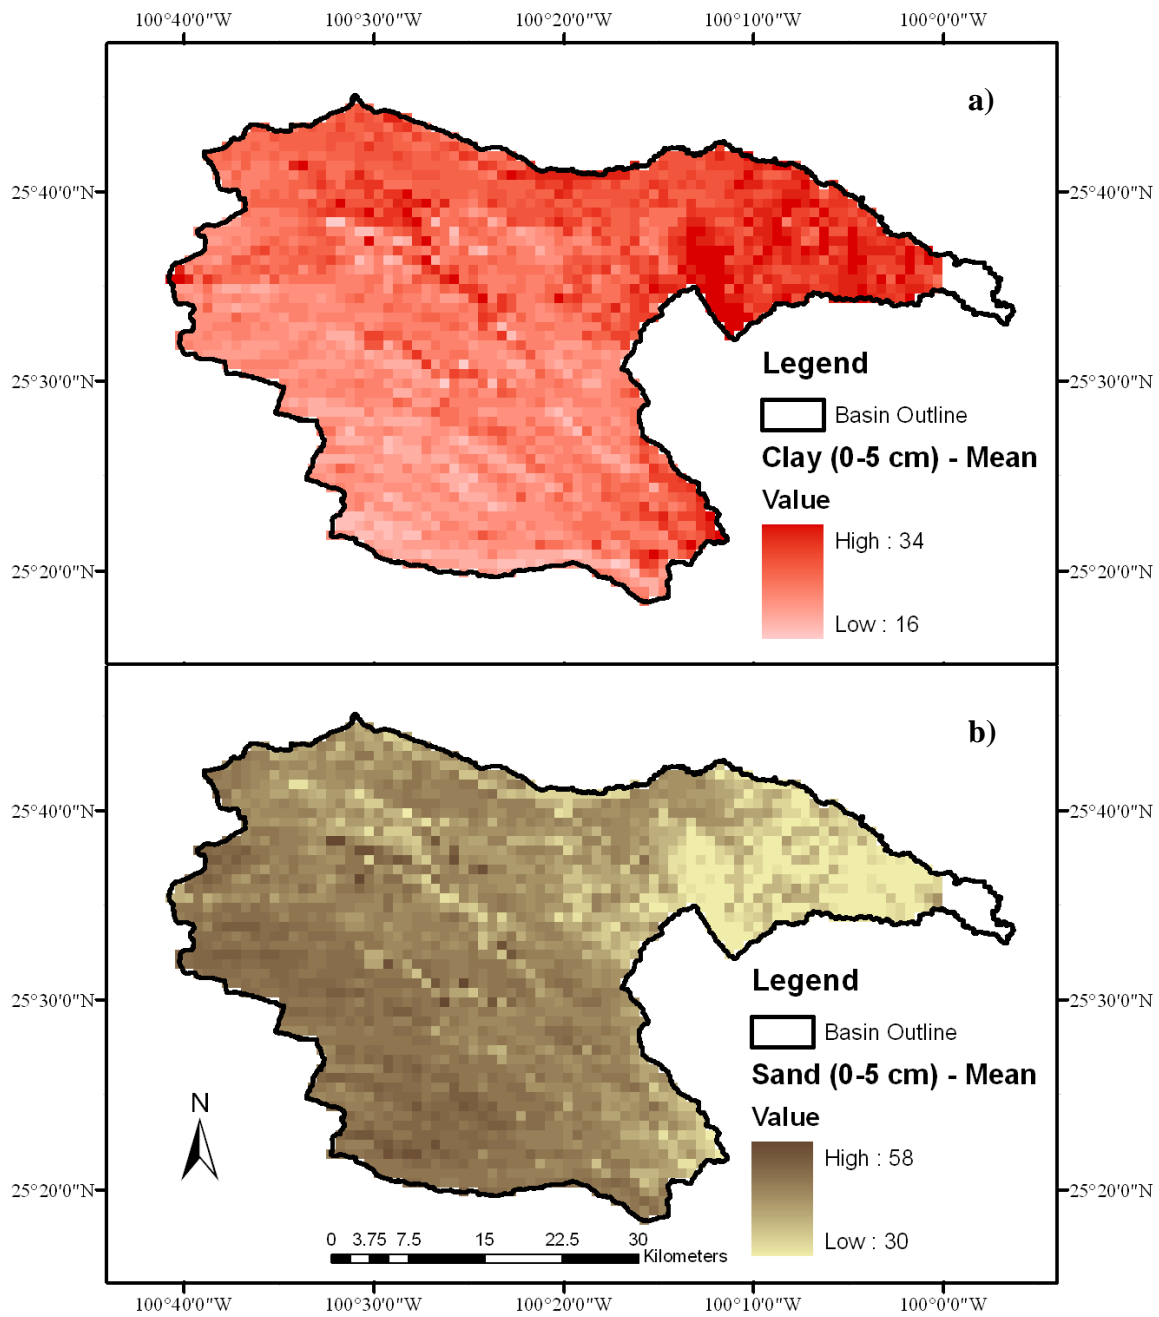 100°40'0"W 100°30'0"W 100°20'0"W 100°10'0"W 100°0'0"W
a)
25°40'0"N 25°40'0"N
25°30'0"N 25°30'0"N
25°20'0"N 25°20'0"N
Legend
Basin Outline
Clay (0-5 cm) - Mean
Value
High : 34
Low : 16
b)
25°40'0"N 25°40'0"N
25°30'0"N 25°30'0"N
25°20'0"N 25°20'0"N
Legend
Basin Outline
Sand (0-5 cm) - Mean
Value
High : 58
Low : 30
N
0 3.75 7.5 15 22.5 30
Kilometers
100°40'0"W 100°30'0"W 100°20'0"W 100°10'0"W 100°0'0"W